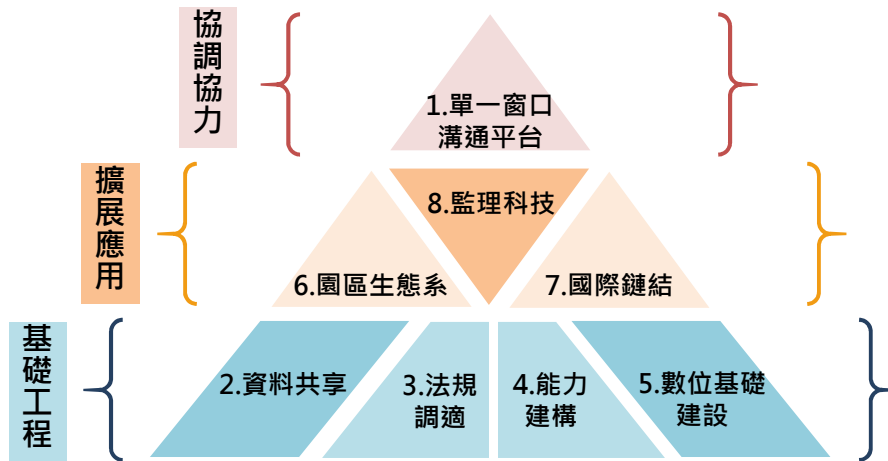 協調協力
1.單一窗口
溝通平台
擴展應用
8.監理科技
6.園區生態系
7.國際鏈結
基礎工程
2.資料共享
3.法規
調適
4.能力
建構
5.數位基礎
建設